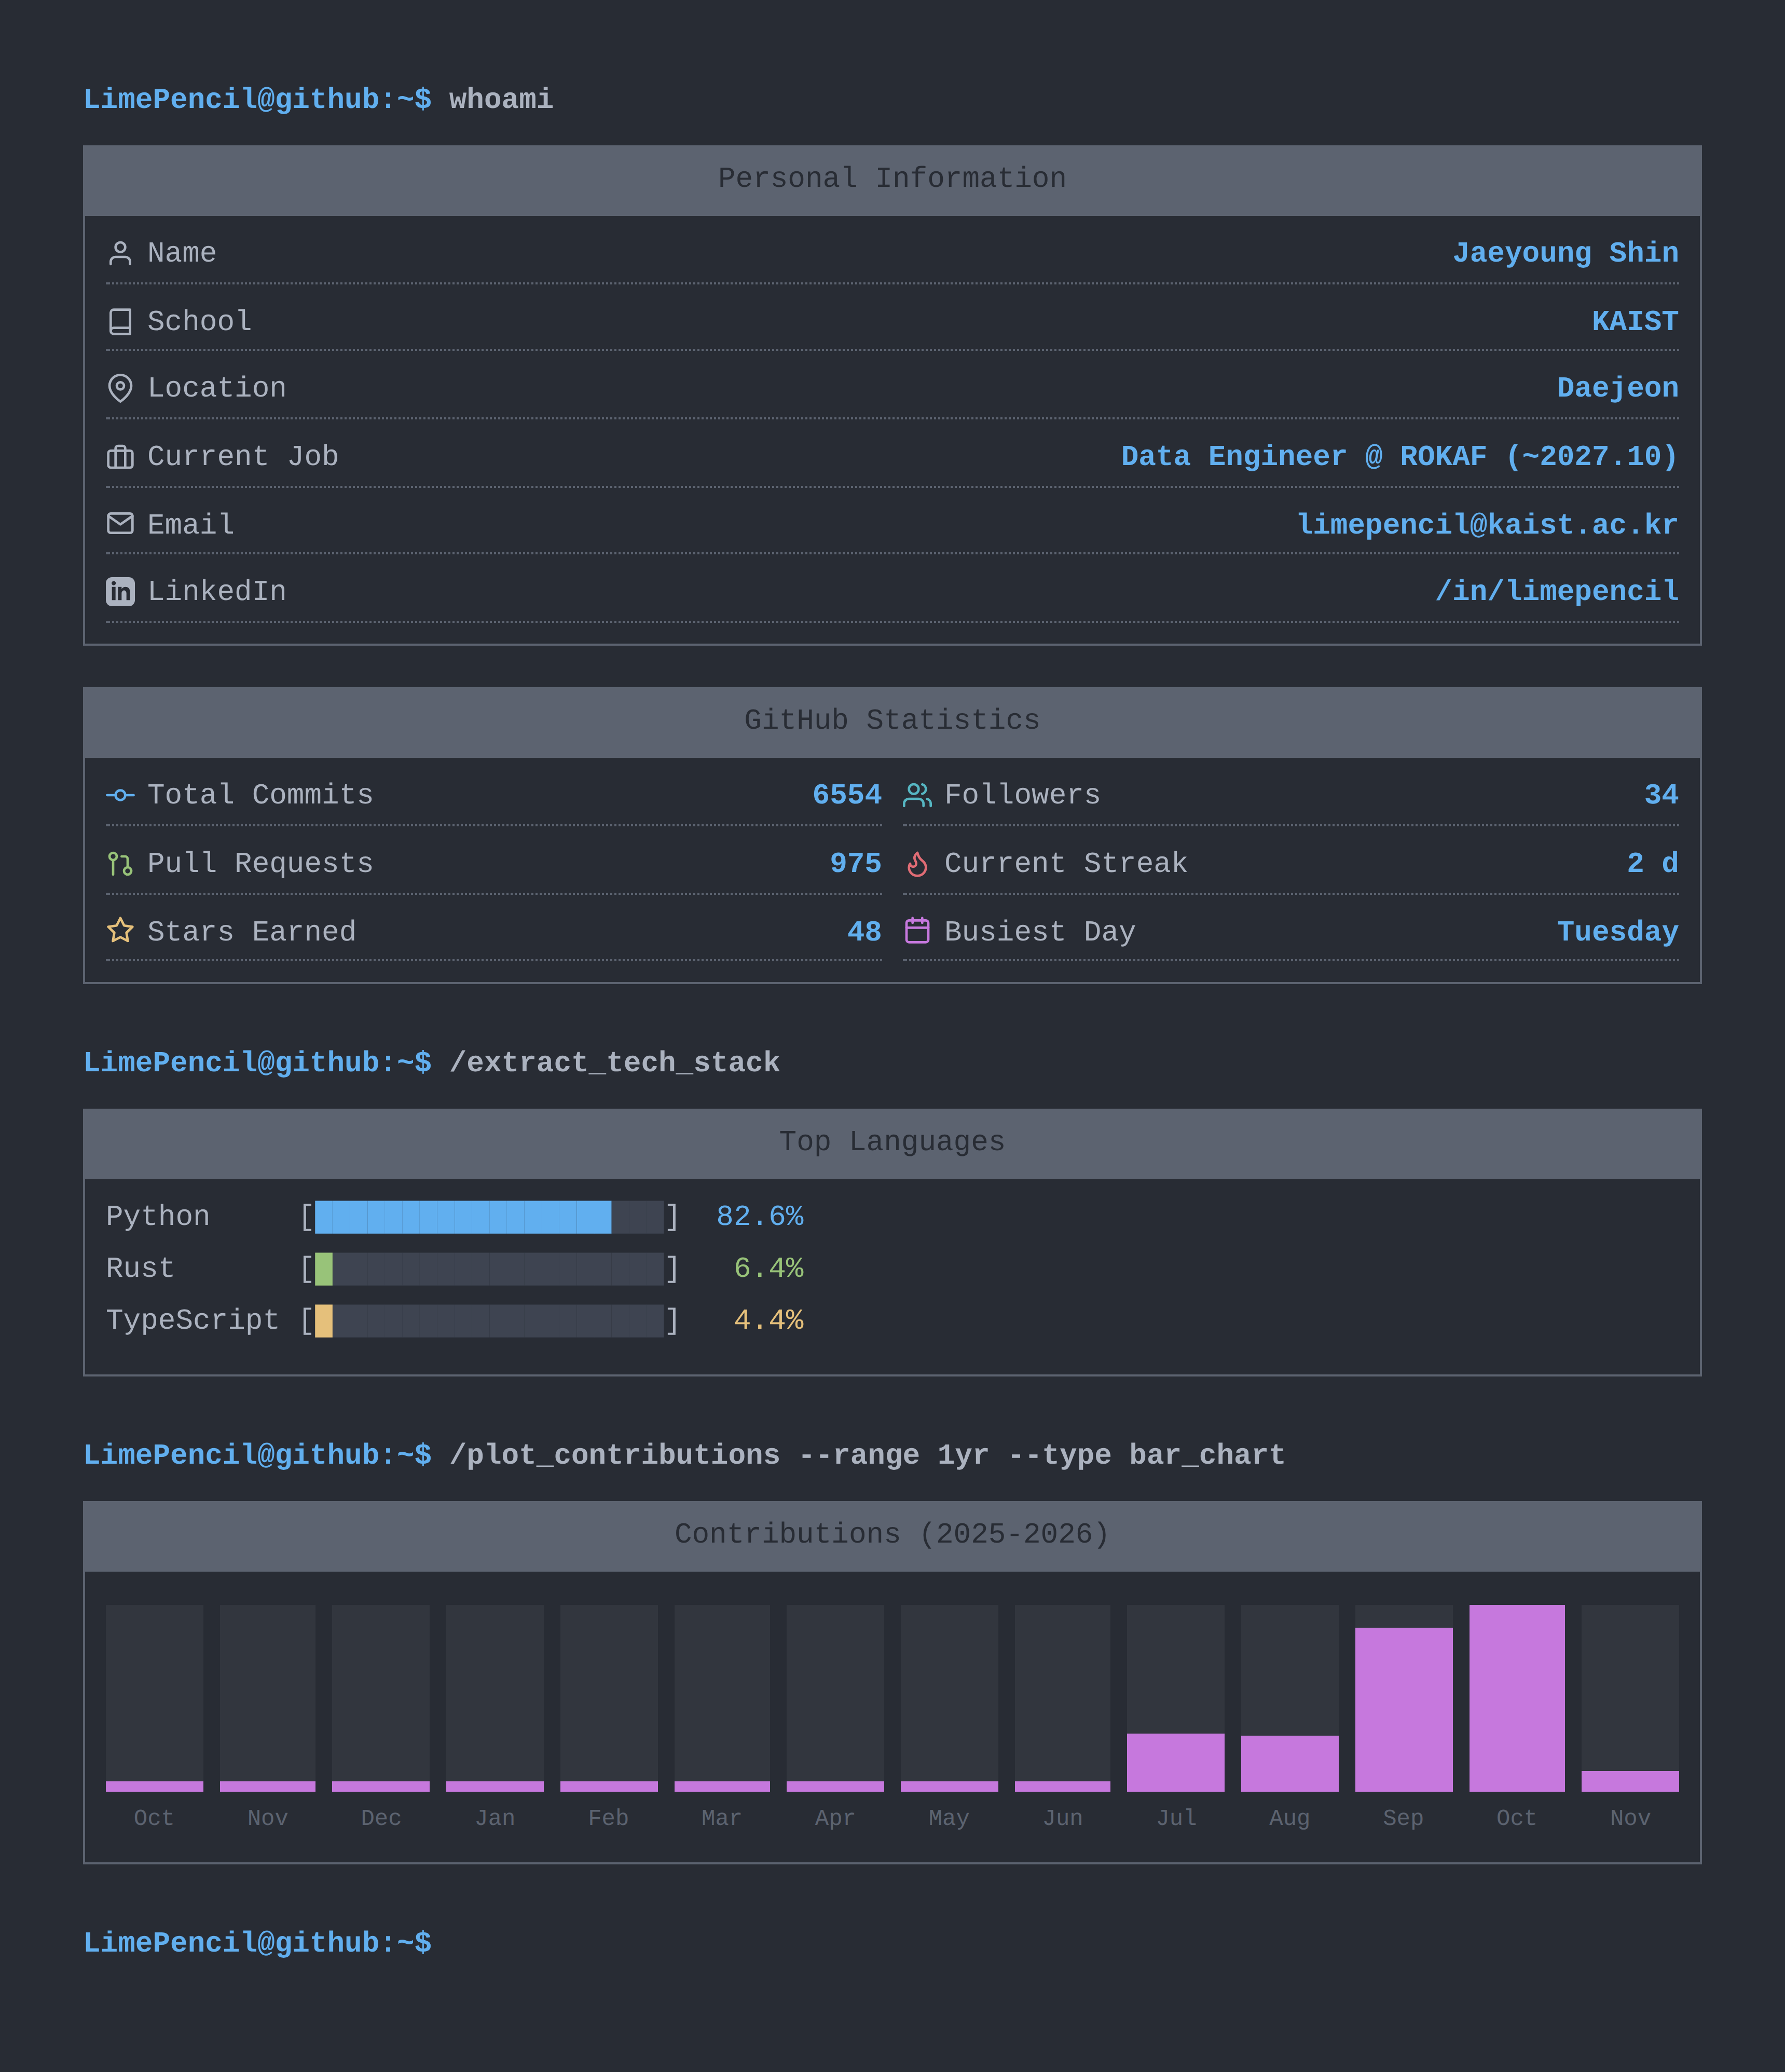 LimePencil@github:~$ whoami
Personal Information
Name Jaeyoung Shin
School KAIST
Location Daejeon
Current Job Data Engineer @ ROKAF (~2027.10)
Email limepencil@kaist.ac.kr
LinkedIn /in/limepencil
GitHub Statistics
Total Commits 6554 Followers 34
Pull Requests 975 Current Streak 2 d
Stars Earned 48 Busiest Day Tuesday
LimePencil@github:~$ /extract_tech_stack
Top Languages
Python [] 82.6%
Rust [] 6.4%
TypeScript [] 4.4%
LimePencil@github:~$ /plot_contributions --range 1yr --type bar_chart
Contributions (2025-2026)
Oct Nov Dec Jan Feb Mar Apr May Jun Jul Aug Sep Oct Nov
LimePencil@github:~$